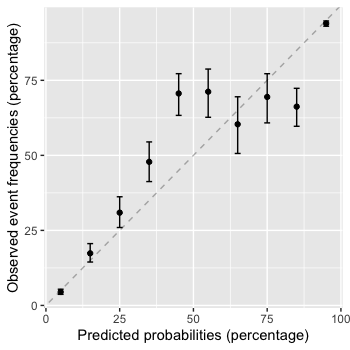 Observed event frequencies (percentage)
75
50
25
0
0 25 50 75 100
Predicted probabilities (percentage)